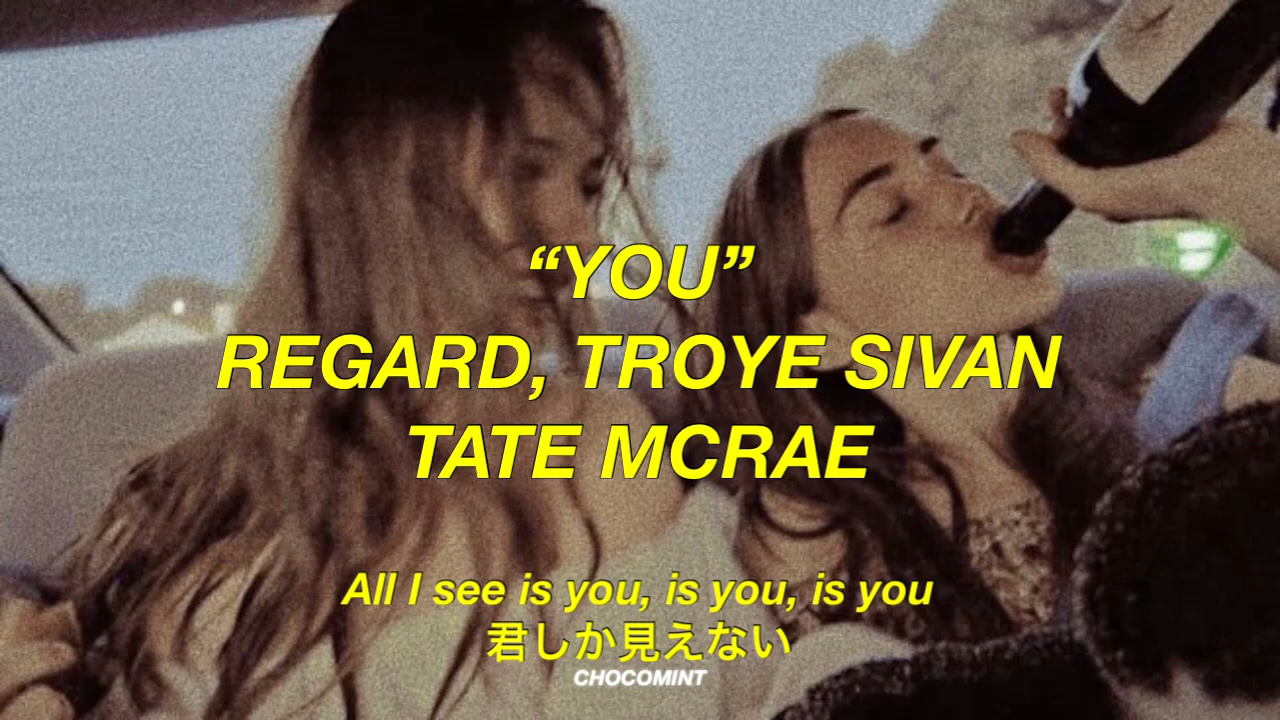 “YOU”
REGARD, TROYE SIVAN
TATE MCRAE
All I see is you, is you, is you
君しか見えない
CHOCOMINT